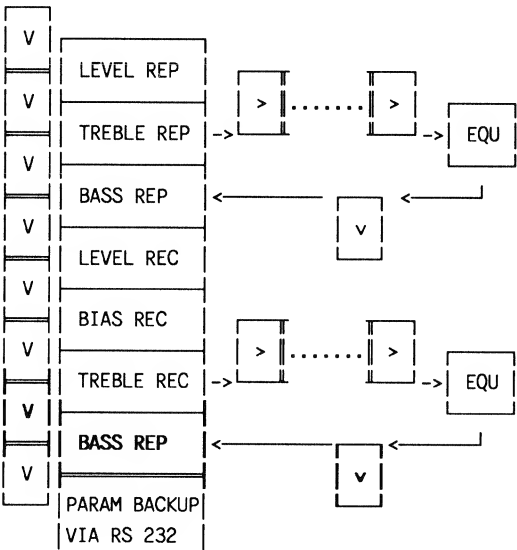 V
LEVEL REP
V > ....... >
TREBLE REP -> -> EQU
V
BASS REP <
V <
V
LEVEL REC
V
BIAS REC
V > ....... >
TREBLE REC -> -> EQU
V
BASS REP < <
V V
PARAM BACKUP
VIA RS 232